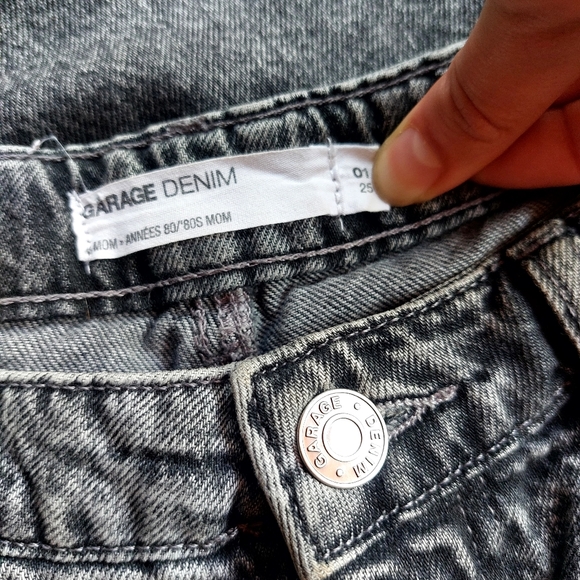 GARAGE DENIM
MOM - ANNÉES 80/'80S MOM
01
25
GARAGE • DENIM •